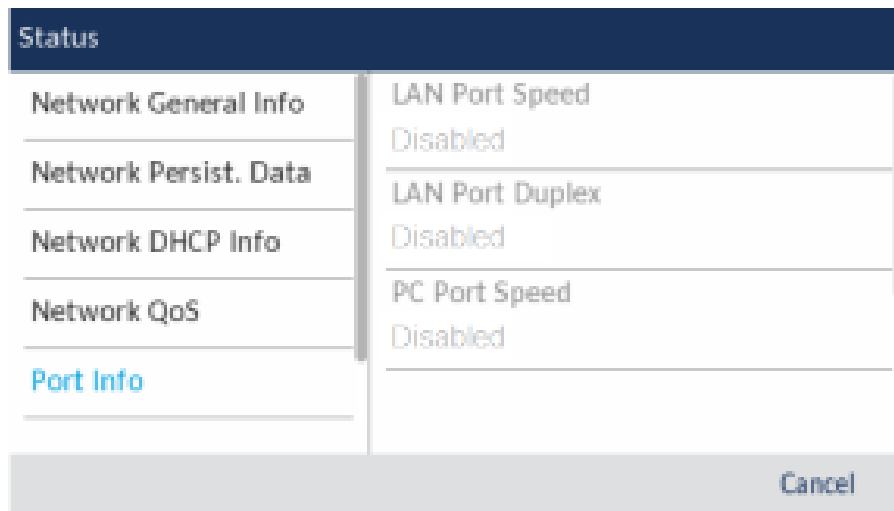 Status
Network General Info
Network Persist. Data
Network DHCP Info
Network QoS
Port Info
LAN Port Speed
Disabled
LAN Port Duplex
Disabled
PC Port Speed
Disabled
Cancel